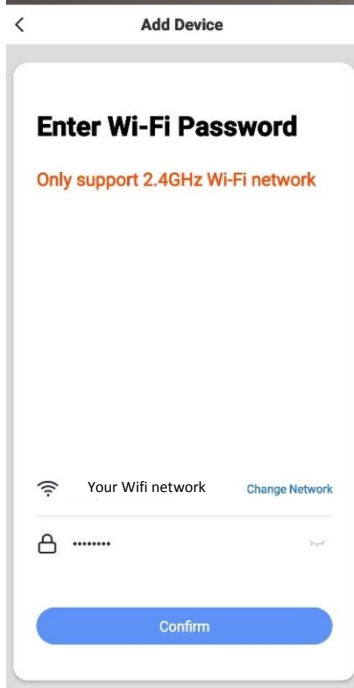 Add Device
Enter Wi-Fi Password
Only support 2.4GHz Wi-Fi network
Your Wifi network Change Network
••••••••
Confirm